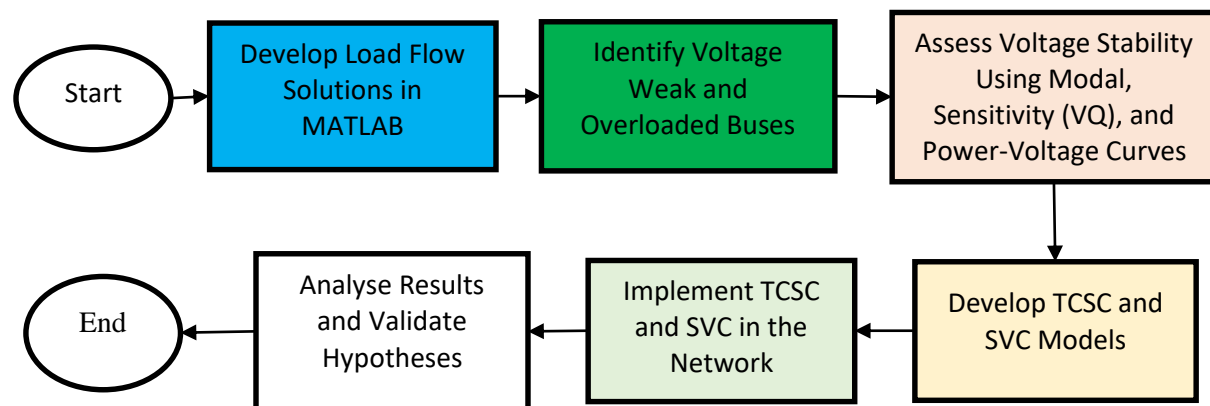 Start
Develop Load Flow
Solutions in
MATLAB
Identify Voltage
Weak and
Overloaded Buses
Assess Voltage Stability
Using Modal,
Sensitivity (VQ), and
Power-Voltage Curves
Develop TCSC and
SVC Models
Implement TCSC
and SVC in the
Network
Analyse Results
and Validate
Hypotheses
End